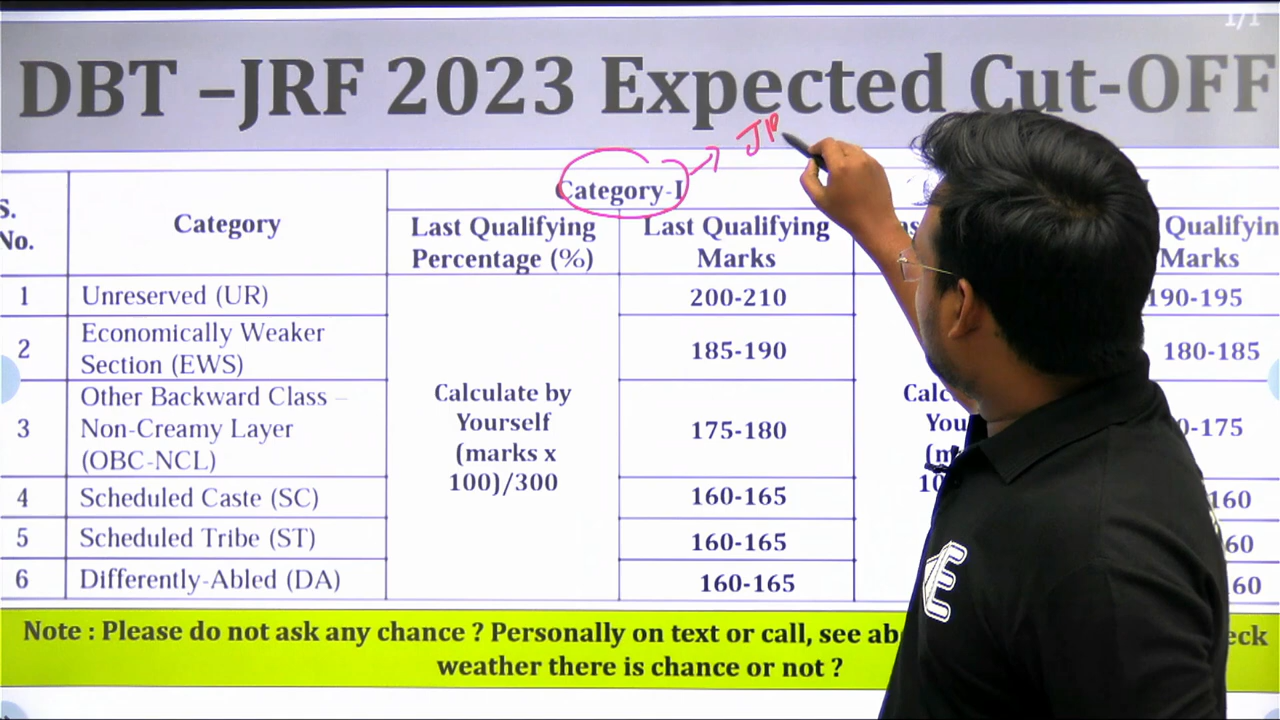 1/1
DBT –JRF 2023 Expected Cut-OFF
S. No.
Category
Category-I
Last Qualifying Percentage (%)
Last Qualifying Marks
Qualifyin
Marks
1 Unreserved (UR) 200-210 190-195
2 Economically Weaker Section (EWS) 185-190 180-185
3 Other Backward Class – Non-Creamy Layer (OBC-NCL) 175-180 0-175
4 Scheduled Caste (SC) 160-165 160
5 Scheduled Tribe (ST) 160-165 60
6 Differently-Abled (DA) 160-165 60
Calculate by
Yourself
(marks x
100)/300
Calc
You
(m
10
Note : Please do not ask any chance ? Personally on text or call, see ab eck
weather there is chance or not ?
E